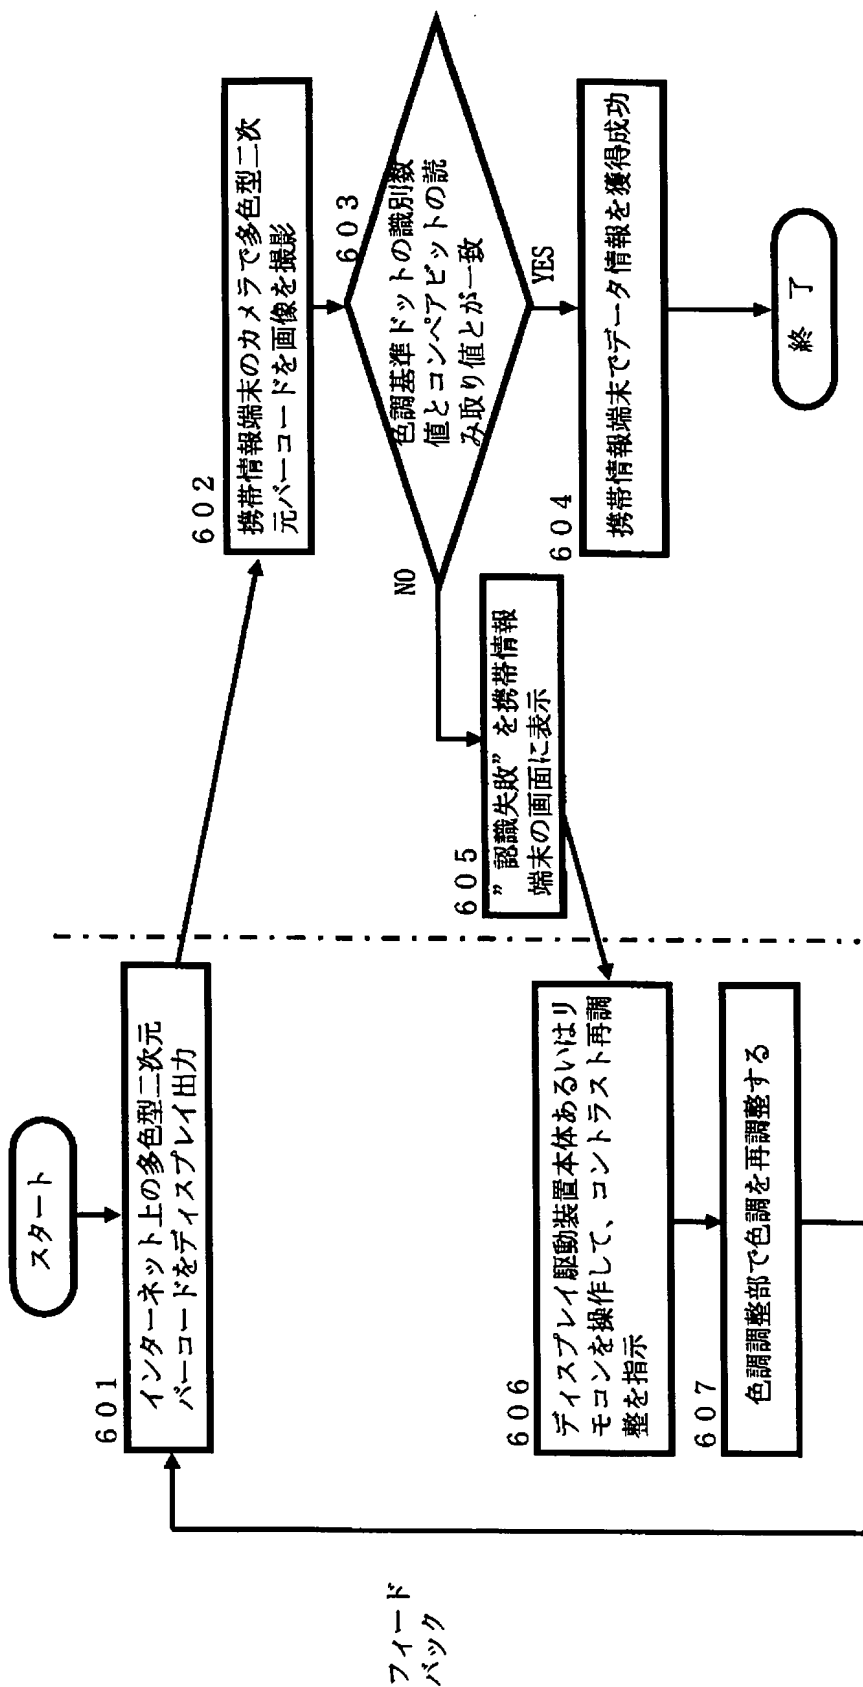 スタート
601
インターネット上の多色型二次元
バーコードをディスプレイ出力
602
携帯情報端末のカメラで多色型二次
元バーコードを画像を撮影
603
色調基準ドットの識別数
値とコンペアビットの読
み取り値とが一致
NO
YES
604
携帯情報端末でデータ情報を獲得成功
終 了
605
”認識失敗”を携帯情報
端末の画面に表示
606
ディスプレイ駆動装置本体あるいはリ
モコンを操作して、コントラスト再調
整を指示
607
色調調整部で色調を再調整する
フィード
バック